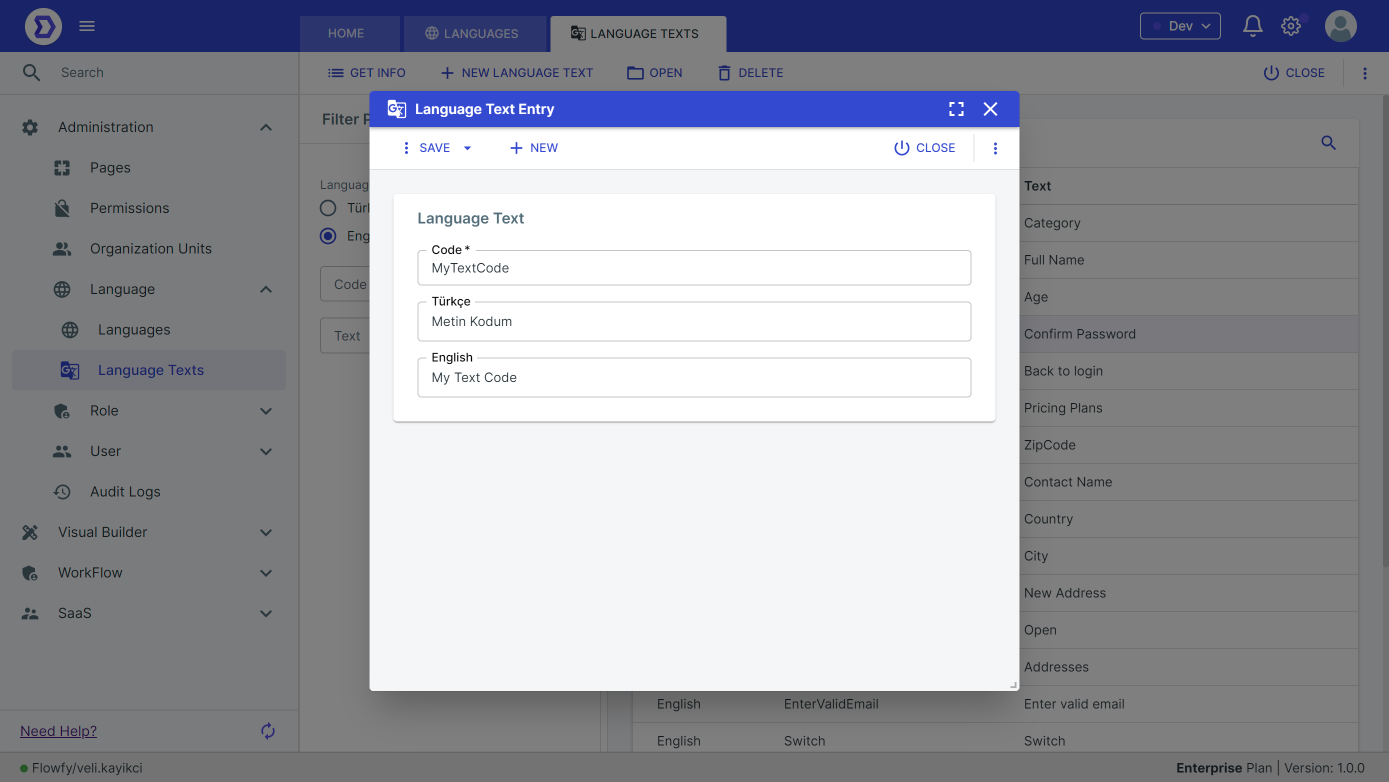 HOME
LANGUAGES
LANGUAGE TEXTS
Dev
Search
GET INFO
NEW LANGUAGE TEXT
OPEN
DELETE
CLOSE
Administration
Pages
Permissions
Organization Units
Language
Languages
Language Texts
Role
User
Audit Logs
Visual Builder
WorkFlow
SaaS
Need Help?
Filter P
Languag
Türl
Eng
Code
Text
Language Text Entry
SAVE
NEW
CLOSE
Language Text
Code *
MyTextCode
Türkçe
Metin Kodum
English
My Text Code
Text
Category
Full Name
Age
Confirm Password
Back to login
Pricing Plans
ZipCode
Contact Name
Country
City
New Address
Open
Addresses
English EnterValidEmail Enter valid email
English Switch Switch
Flowfy/veli.kayikci
Enterprise Plan | Version: 1.0.0